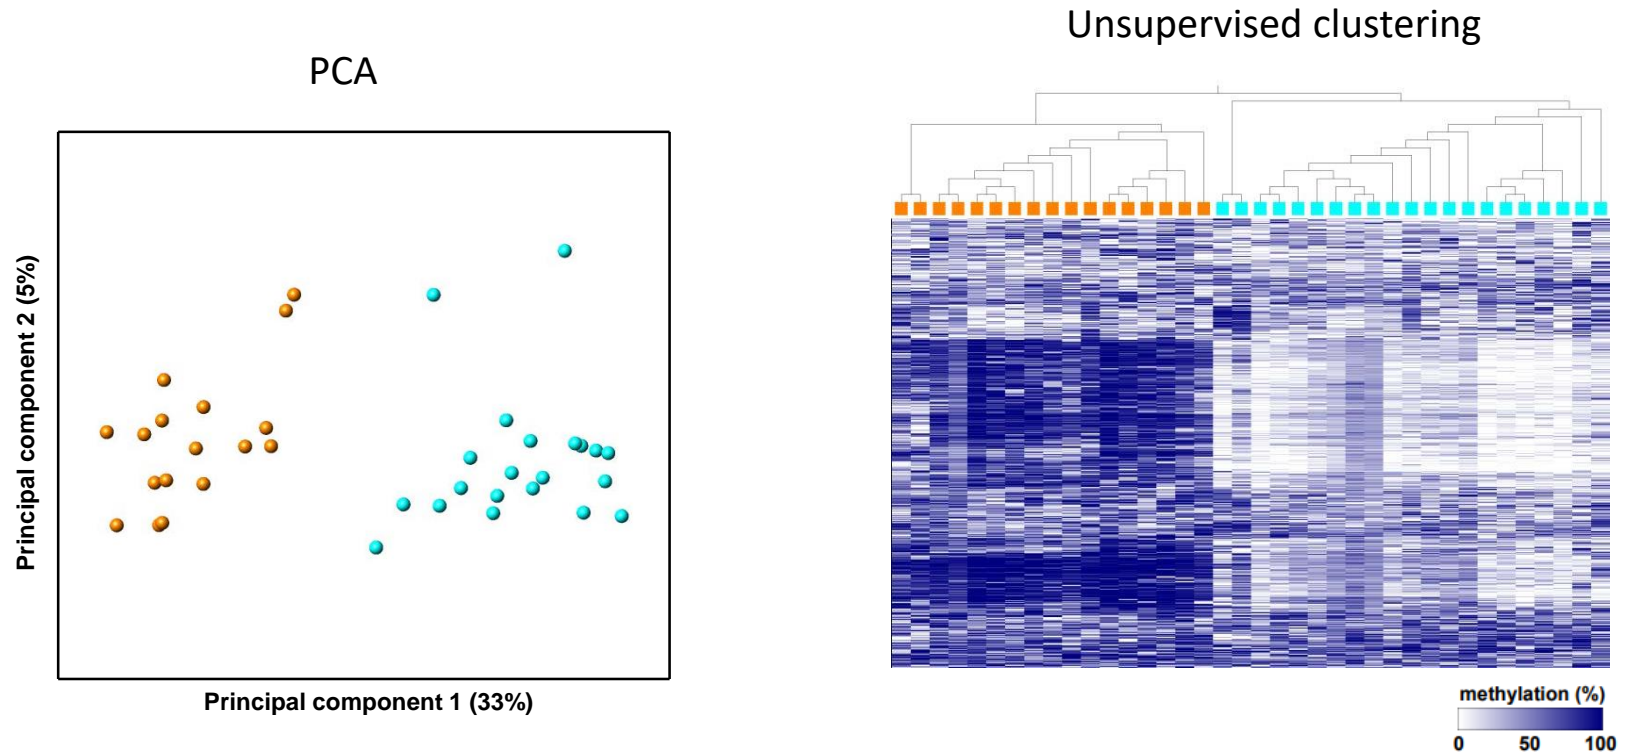 Unsupervised clustering
PCA
Principal component 2 (5%)
Principal component 1 (33%)
methylation (%)
0 50 100